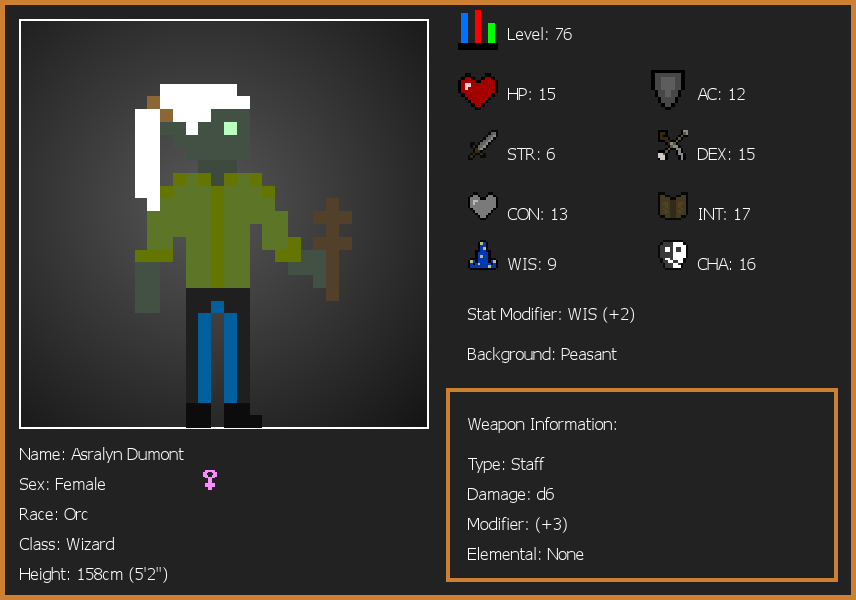 Level: 76
HP: 15
AC: 12
STR: 6
DEX: 15
CON: 13
INT: 17
WIS: 9
CHA: 16
Stat Modifier: WIS (+2)
Background: Peasant
Weapon Information:
Type: Staff
Damage: d6
Modifier: (+3)
Elemental: None
Name: Asralyn Dumont
Sex: Female
Race: Orc
Class: Wizard
Height: 158cm (5'2")